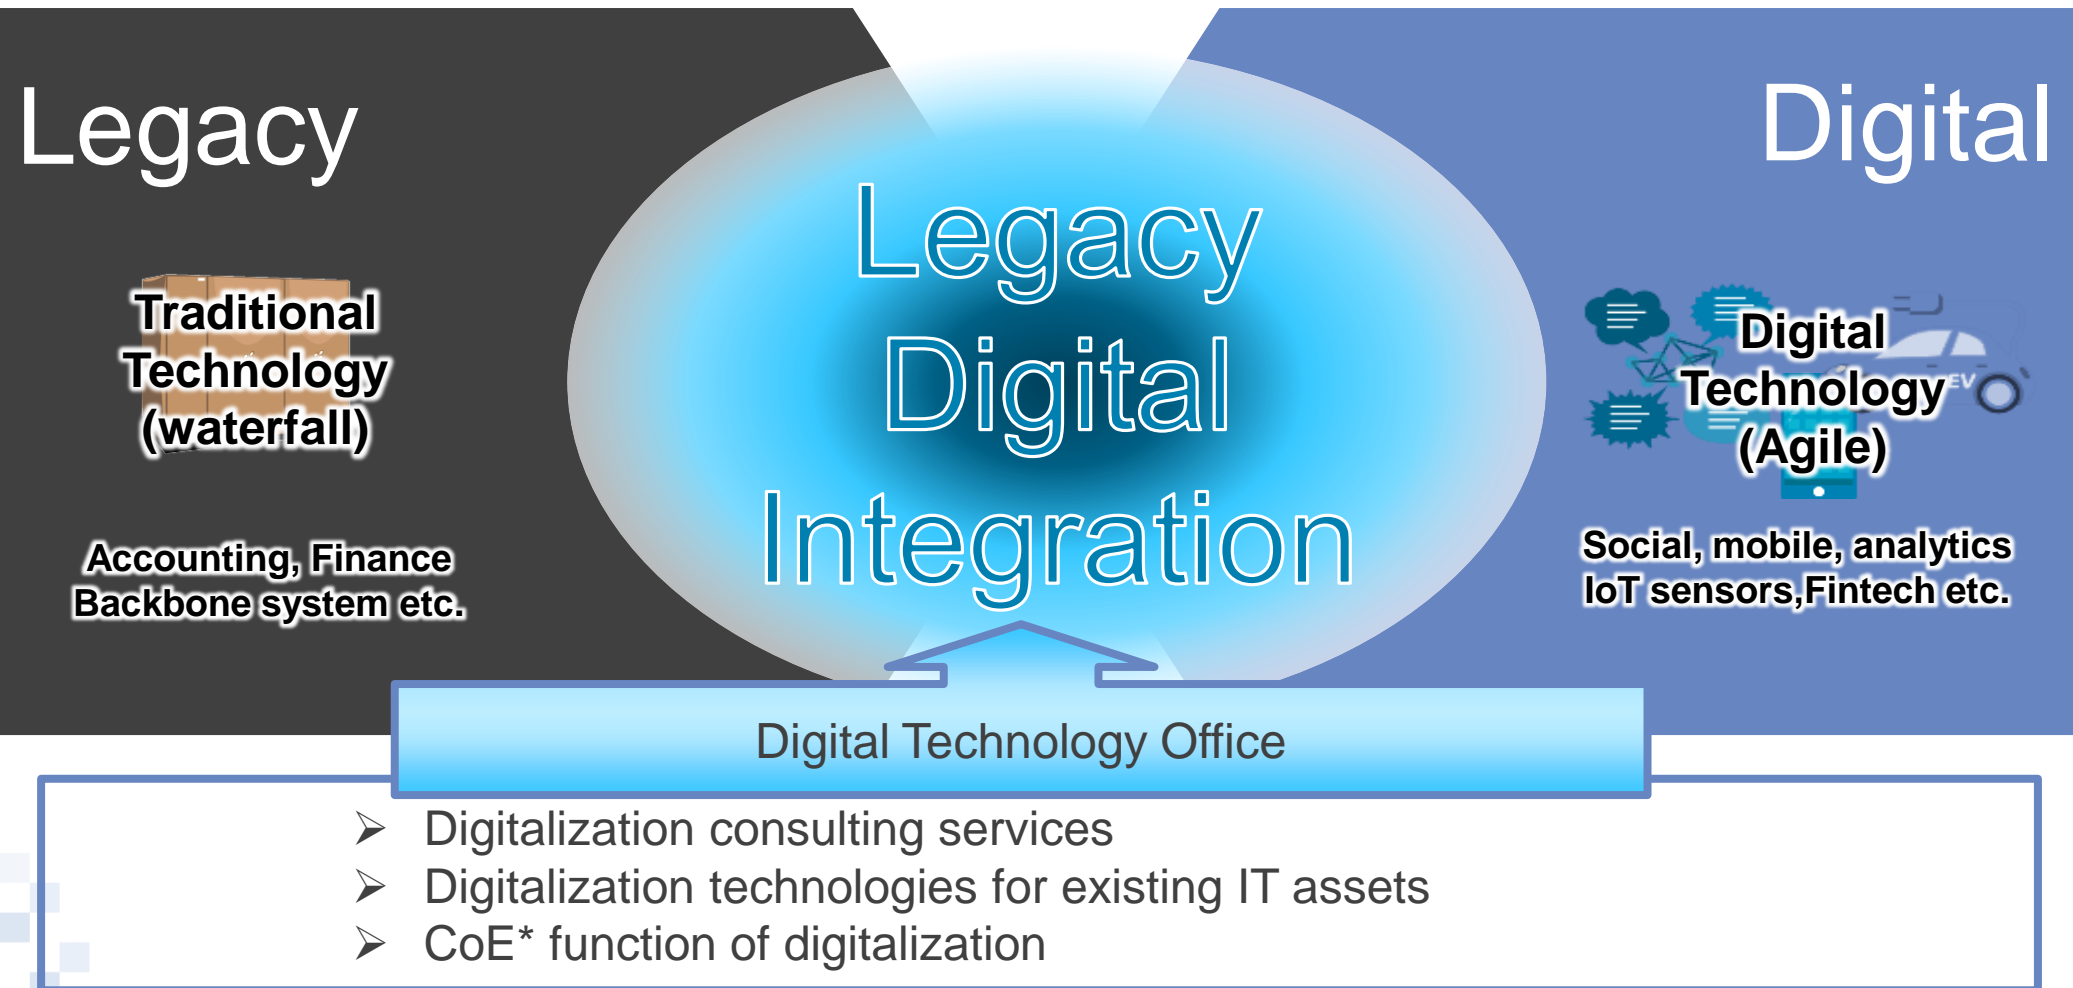 Legacy
Digital
Legacy
Digital
Integration
Traditional
Technology
(waterfall)
Accounting, Finance
Backbone system etc.
Digital
Technology
(Agile)
EV
Social, mobile, analytics
IoT sensors,Fintech etc.
Digital Technology Office
➢ Digitalization consulting services
➢ Digitalization technologies for existing IT assets
➢ CoE* function of digitalization